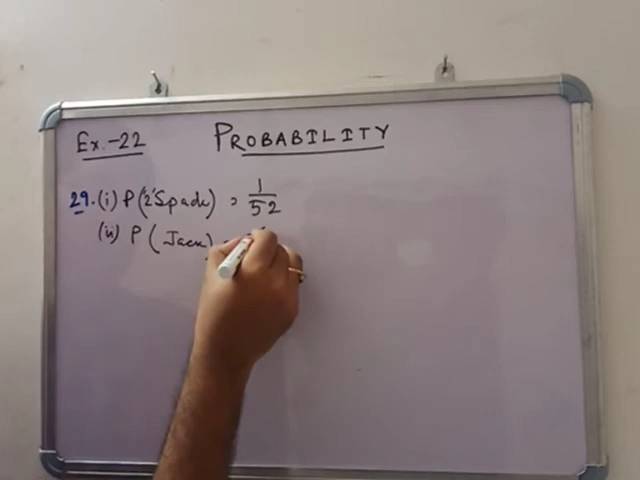 Ex.-22 PROBABILITY
29. (i) P('2' Spade) = 1/52
(ii) P(Jack) =